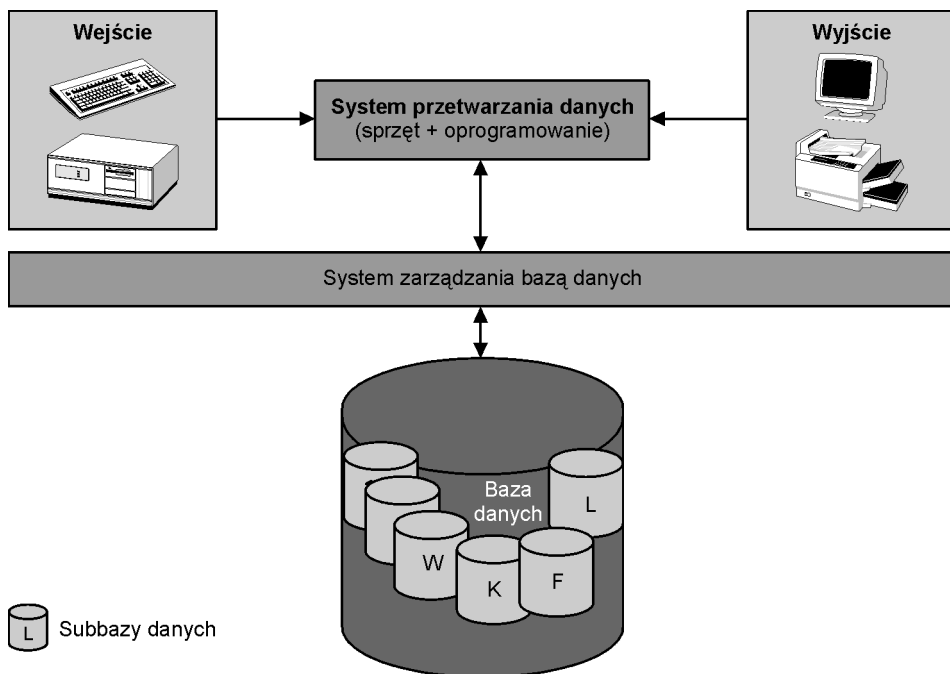 Wejście
Wyjście
System przetwarzania danych
(sprzęt + oprogramowanie)
System zarządzania bazą danych
Baza
danych
L
W
K
F
L
Subbazy danych